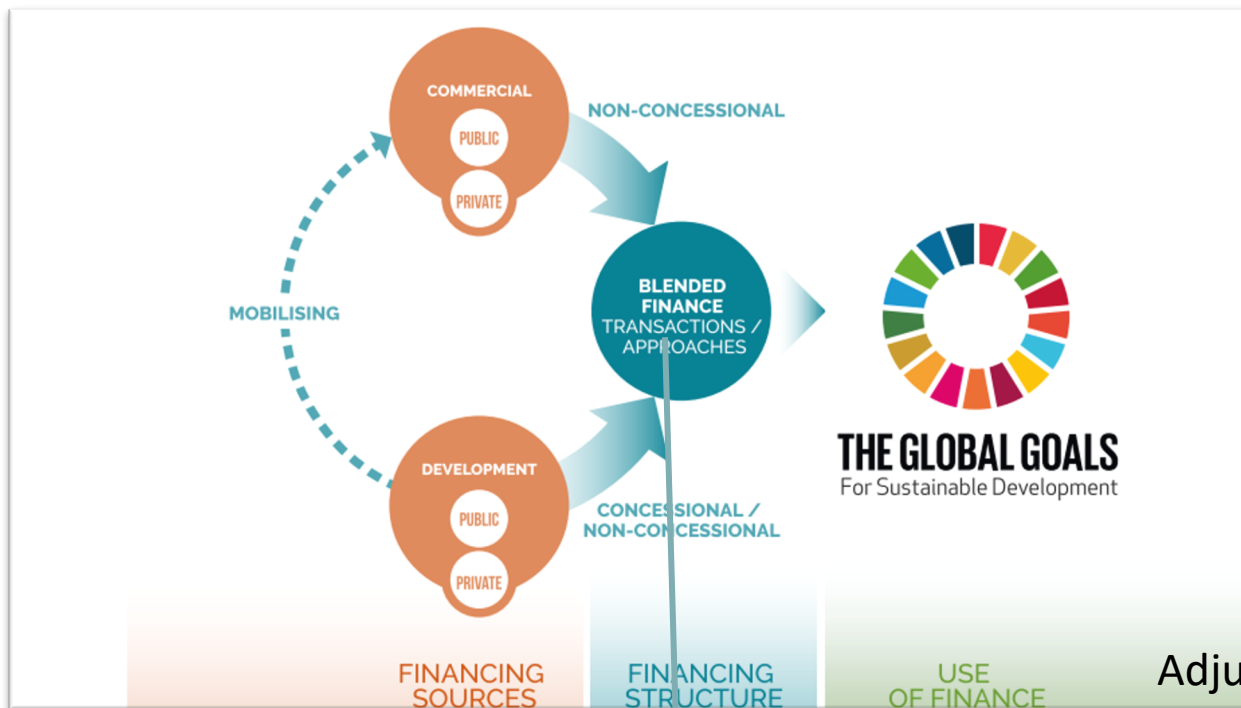 COMMERCIAL
PUBLIC
PRIVATE
NON-CONCESSIONAL
MOBILISING
BLENDED
FINANCE
TRANSACTIONS /
APPROACHES
THE GLOBAL GOALS
For Sustainable Development
DEVELOPMENT
PUBLIC
PRIVATE
CONCESSIONAL /
NON-CONCESSIONAL
FINANCING
SOURCES
FINANCING
STRUCTURE
USE
OF FINANCE
Adju